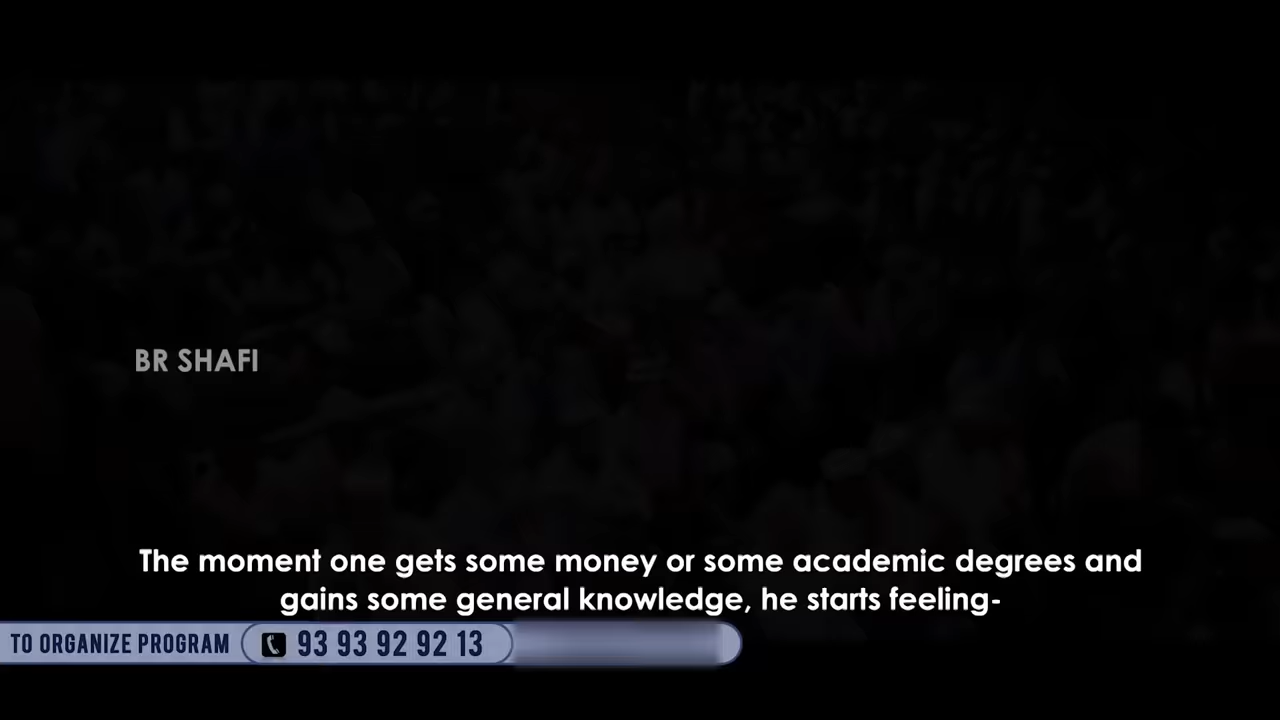 BR SHAFI
The moment one gets some money or some academic degrees and
gains some general knowledge, he starts feeling-
TO ORGANIZE PROGRAM 93 93 92 92 13